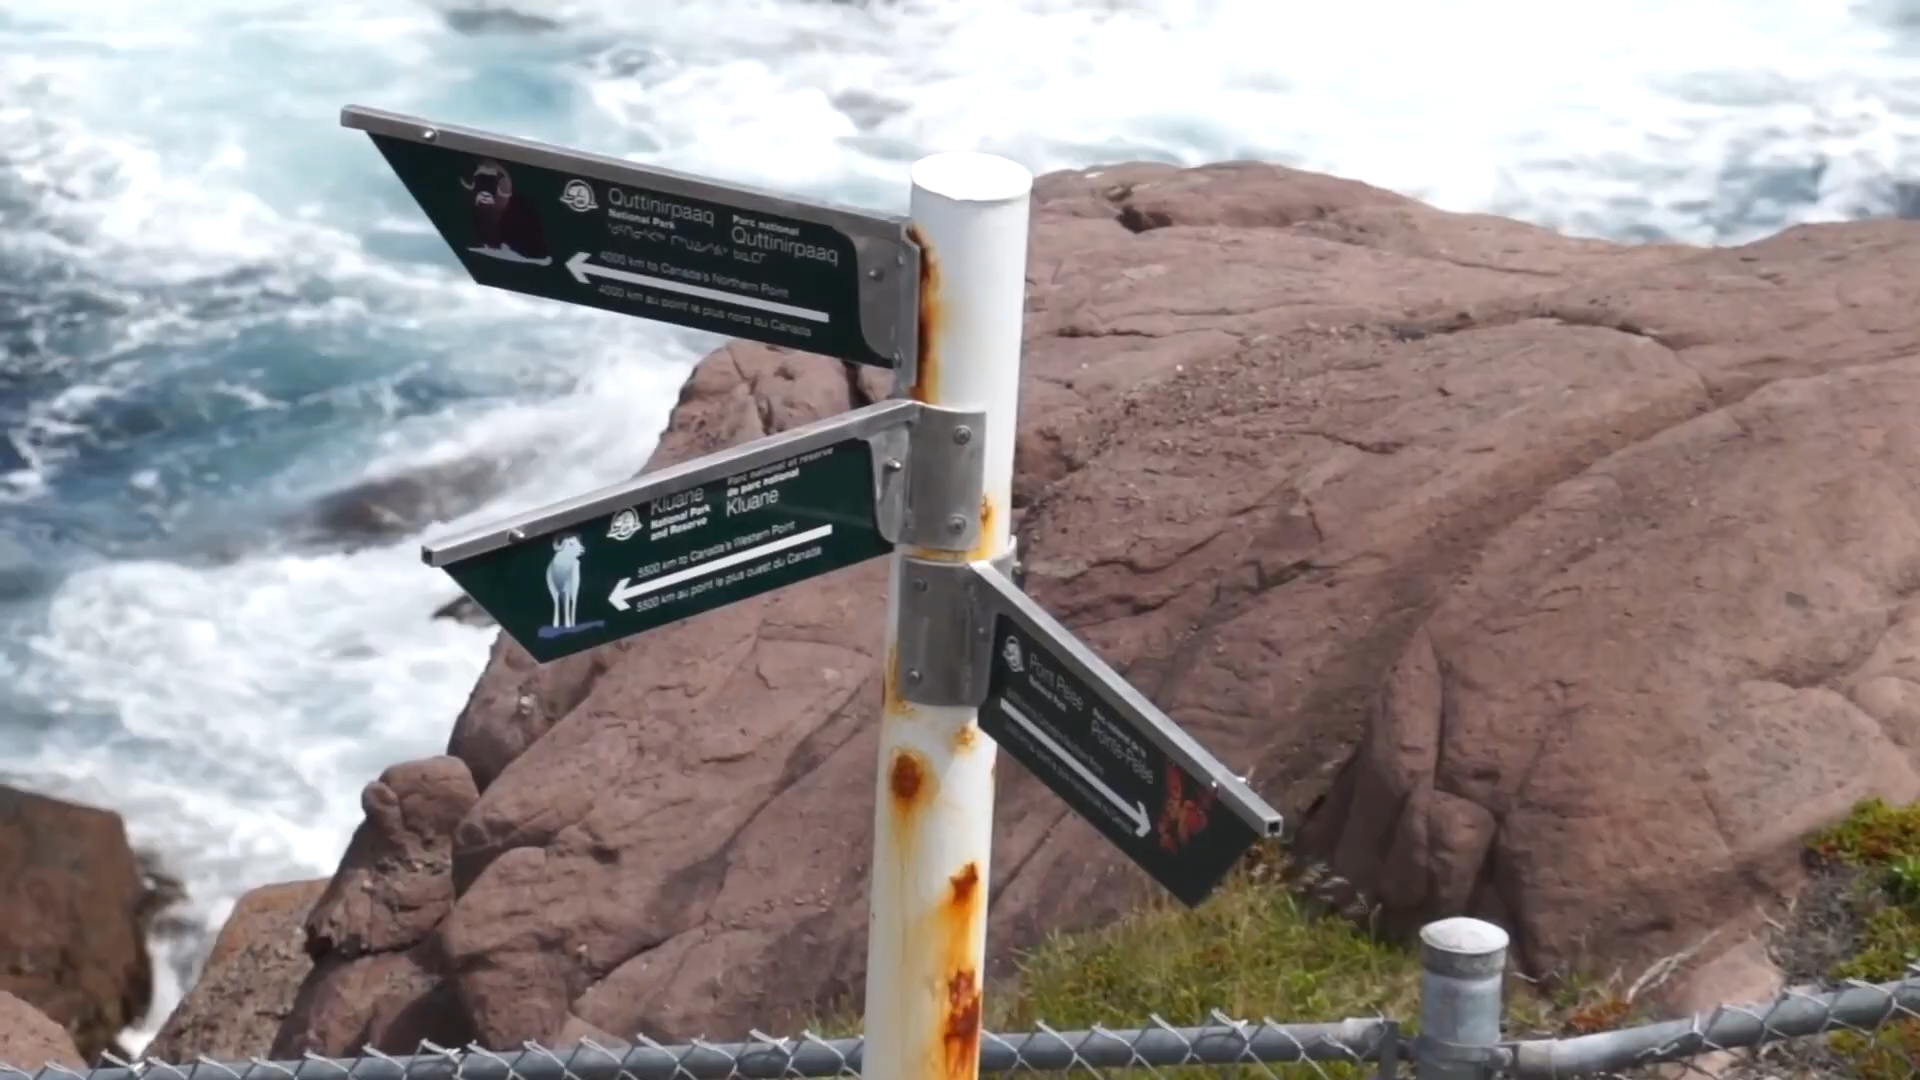 Quttinirpaaq
National Park
Parc national
Quttinirpaaq
4000 km to Canada's Northern Point
4000 km au point le plus nord du Canada
Kluane
National Park
and Reserve
Parc national et réserve
de parc national
Kluane
5500 km to Canada's Western Point
5500 km au point le plus ouest du Canada
Point Pelee
National Park
Parc national de la
Pointe-Pelée